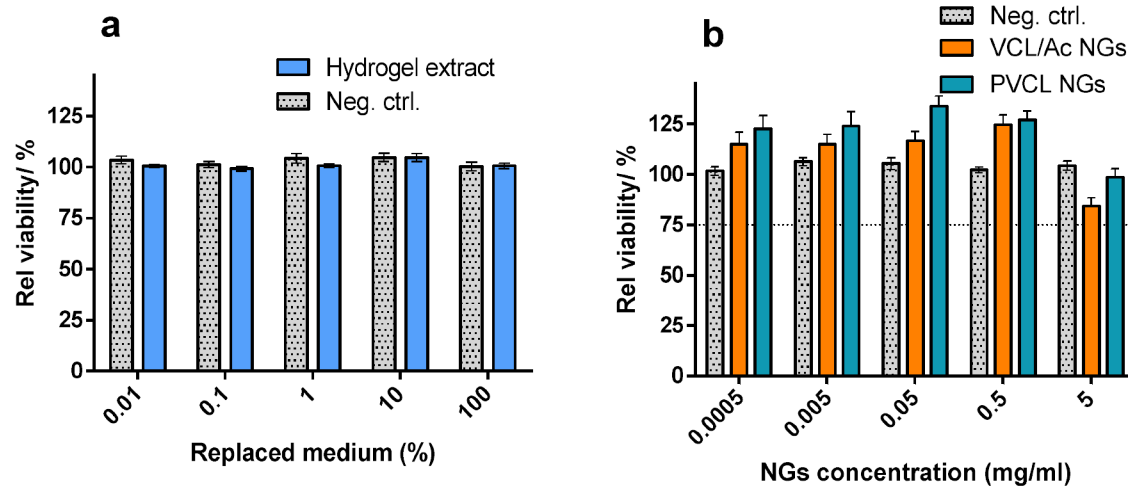 a
Hydrogel extract
Neg. ctrl.
Rel viability/ %
125
100
75
50
25
0
0.01
0.1
1
10
100
Replaced medium (%)
b
Neg. ctrl.
VCL/Ac NGs
PVCL NGs
Rel viability/ %
125
100
75
50
25
0
0.0005
0.005
0.05
0.5
5
NGs concentration (mg/ml)